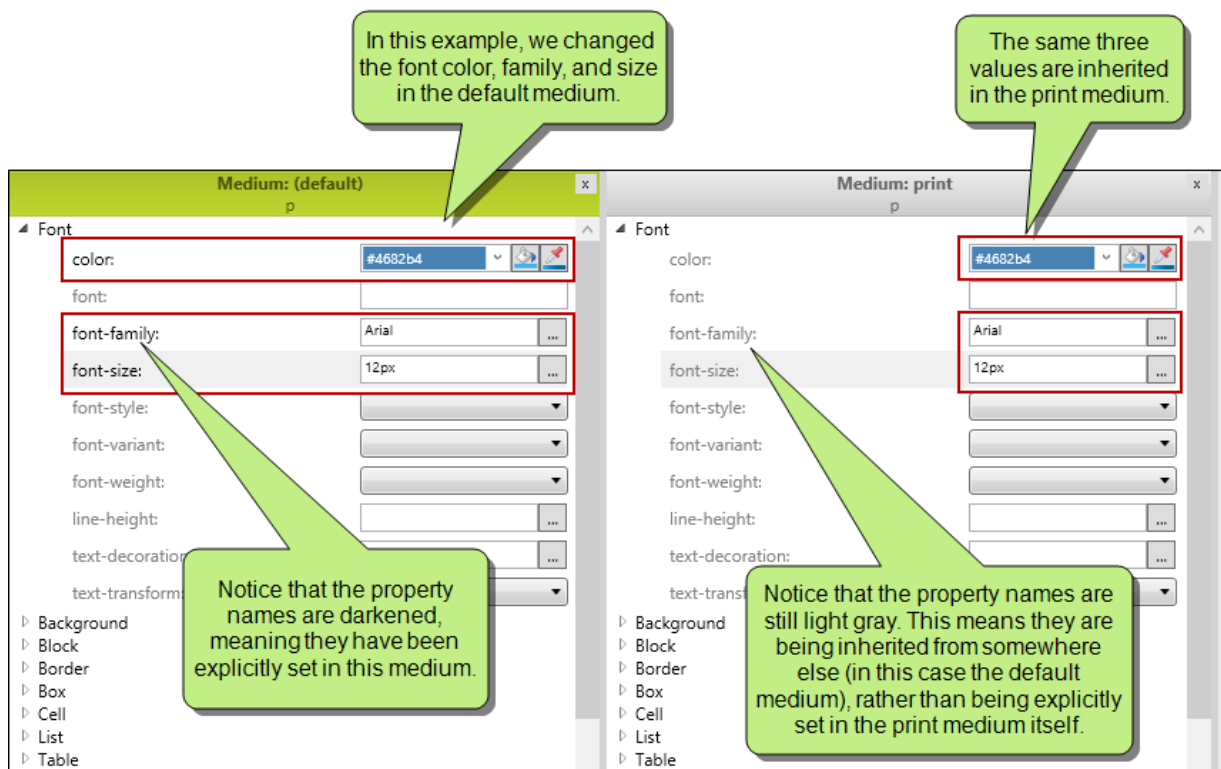 In this example, we changed
the font color, family, and size
in the default medium.
The same three
values are inherited
in the print medium.
Medium: (default)
x
p
Font
color:
#4682b4
font:
font-family:
Arial
...
font-size:
12px
...
font-style:
font-variant:
font-weight:
line-height:
...
text-decoration
...
text-transform:
Background
Block
Border
Box
Cell
List
Table
Notice that the property
names are darkened,
meaning they have been
explicitly set in this medium.
Medium: print
x
p
Font
color:
#4682b4
font:
font-family:
Arial
...
font-size:
12px
...
font-style:
font-variant:
font-weight:
line-height:
...
text-decoration:
...
text-transf
Background
Block
Border
Box
Cell
List
Table
Notice that the property names are
still light gray. This means they are
being inherited from somewhere
else (in this case the default
medium), rather than being explicitly
set in the print medium itself.